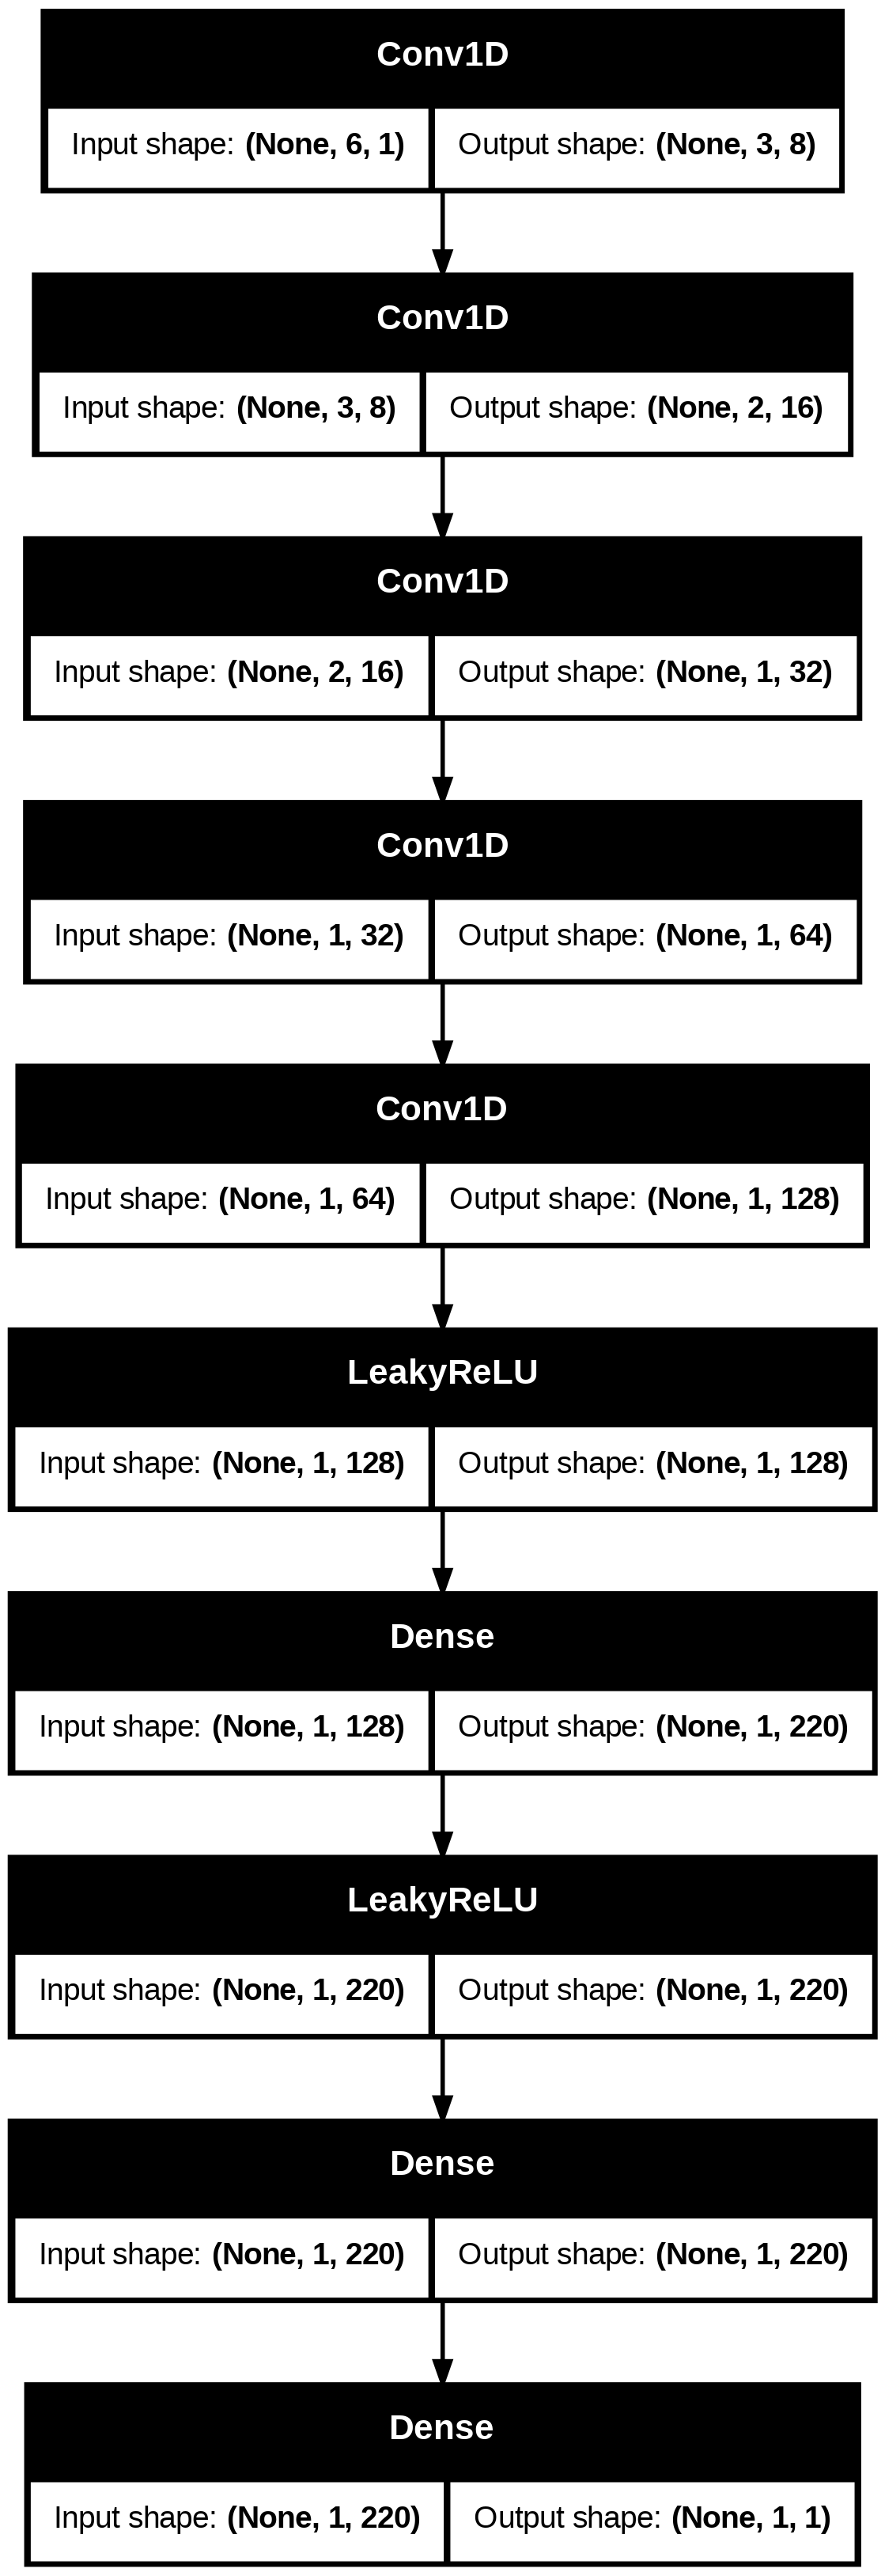 Conv1D
Input shape: (None, 6, 1) Output shape: (None, 3, 8)
Conv1D
Input shape: (None, 3, 8) Output shape: (None, 2, 16)
Conv1D
Input shape: (None, 2, 16) Output shape: (None, 1, 32)
Conv1D
Input shape: (None, 1, 32) Output shape: (None, 1, 64)
Conv1D
Input shape: (None, 1, 64) Output shape: (None, 1, 128)
LeakyReLU
Input shape: (None, 1, 128) Output shape: (None, 1, 128)
Dense
Input shape: (None, 1, 128) Output shape: (None, 1, 220)
LeakyReLU
Input shape: (None, 1, 220) Output shape: (None, 1, 220)
Dense
Input shape: (None, 1, 220) Output shape: (None, 1, 220)
Dense
Input shape: (None, 1, 220) Output shape: (None, 1, 1)